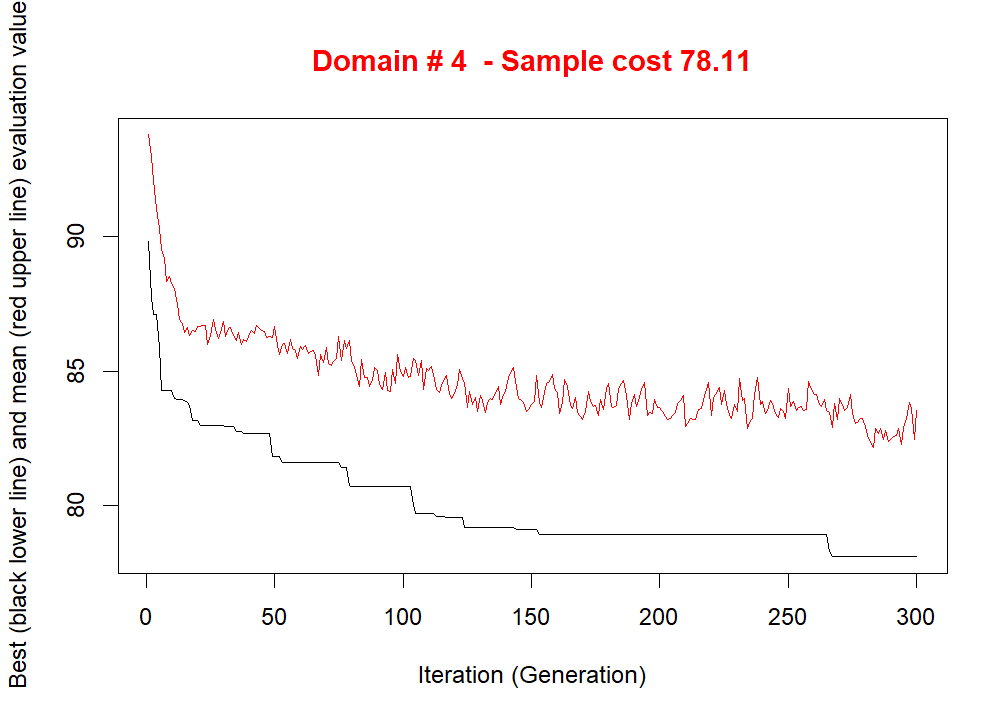 Domain # 4  - Sample cost 78.11
Best (black lower line) and mean (red upper line) evaluation value
90
85
80
0 50 100 150 200 250 300
Iteration (Generation)